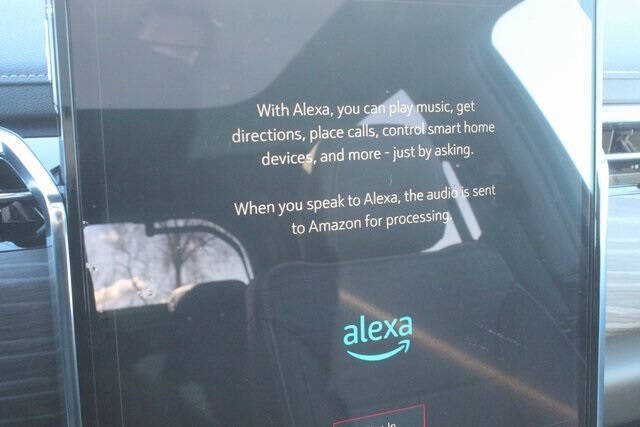 With Alexa, you can play music, get
directions, place calls, control smart home
devices, and more - just by asking.
When you speak to Alexa, the audio is sent
to Amazon for processing.
alexa